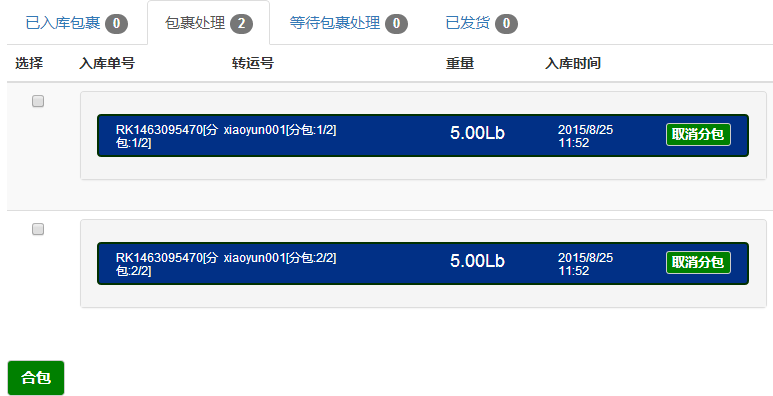 已入库包裹 0 包裹处理 2 等待包裹处理 0 已发货 0
选择 入库单号 转运号 重量 入库时间
RK1463095470[分 xiaoyun001[分包:1/2] 5.00Lb 2015/8/25 取消分包
包:1/2] 11:52
RK1463095470[分 xiaoyun001[分包:2/2] 5.00Lb 2015/8/25 取消分包
包:2/2] 11:52
合包